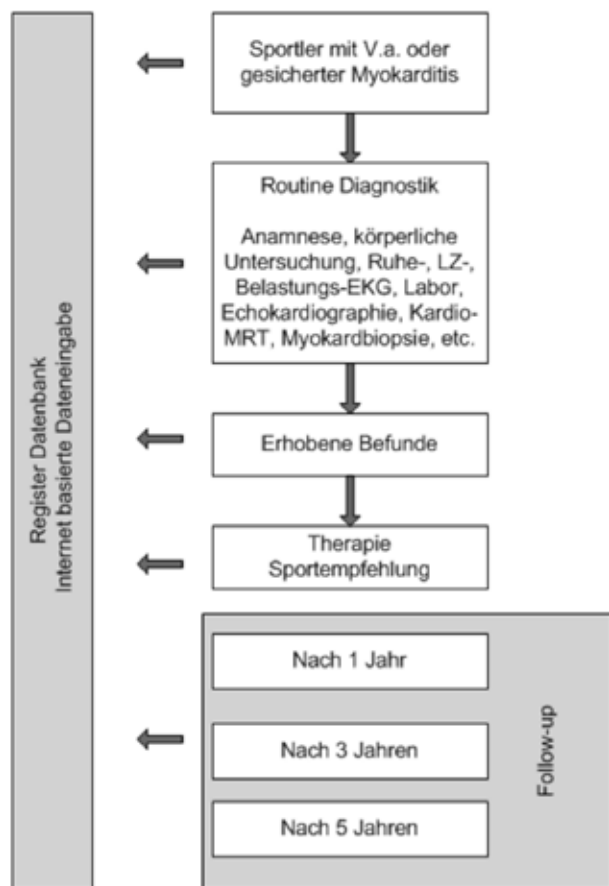 Register Datenbank
Internet basierte Dateneingabe
Sportler mit V.a. oder
gesicherter Myokarditis
Routine Diagnostik
Anamnese, körperliche
Untersuchung, Ruhe-, LZ-,
Belastungs-EKG, Labor,
Echokardiographie, Kardio-
MRT, Myokardbiopsie, etc.
Erhobene Befunde
Therapie
Sportempfehlung
Nach 1 Jahr
Nach 3 Jahren
Nach 5 Jahren
Follow-up